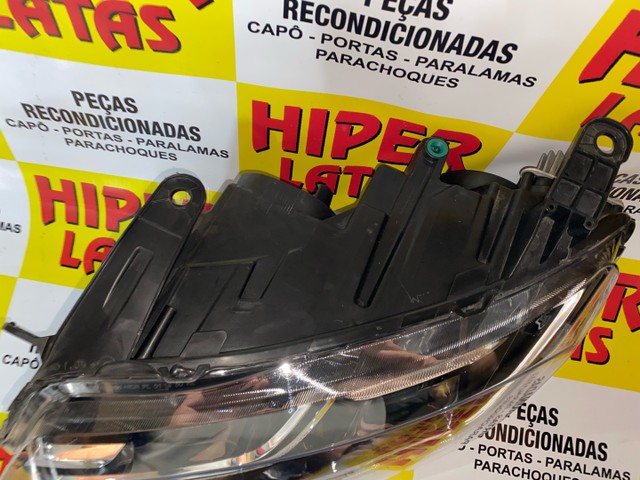 HIPER
LATAS
PEÇAS
RECONDICIONADAS
CAPÔ - PORTAS - PARALAMAS
PARACHOQUES
PEÇAS
RECONDICIONADAS
CAPÔ - PORTAS - PARALAMAS
PARACHOQUES
HIPER
LATAS
HIPER
LATAS
PEÇAS
RECONDICIONADAS
CAPÔ - PORTAS - PARALAMAS
PARACHOQUES